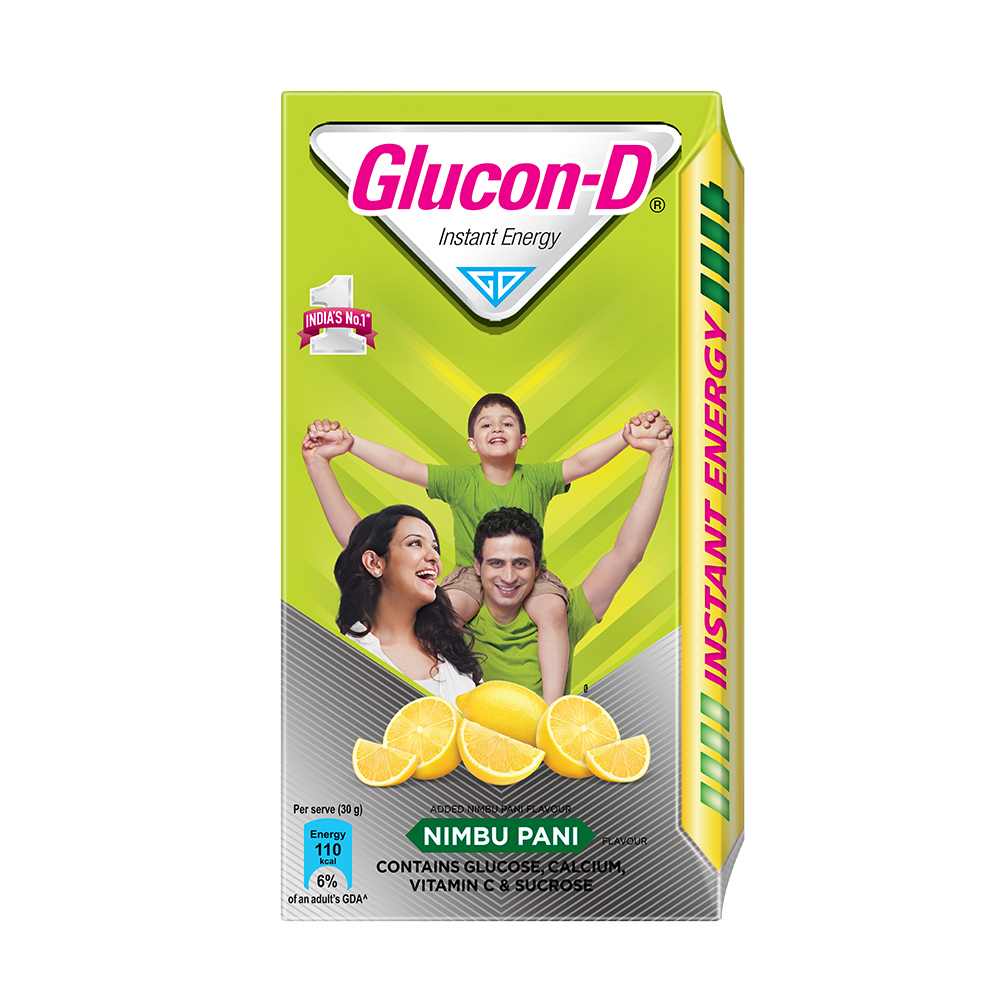 Glucon-D
®
Instant Energy
GD
INDIA'S No.1*
INSTANT ENERGY
Per serve (30 g)
Energy
110
kcal
6%
of an adult's GDA^
ADDED NIMBU PANI FLAVOUR
NIMBU PANI
FLAVOUR
CONTAINS GLUCOSE, CALCIUM,
VITAMIN C & SUCROSE